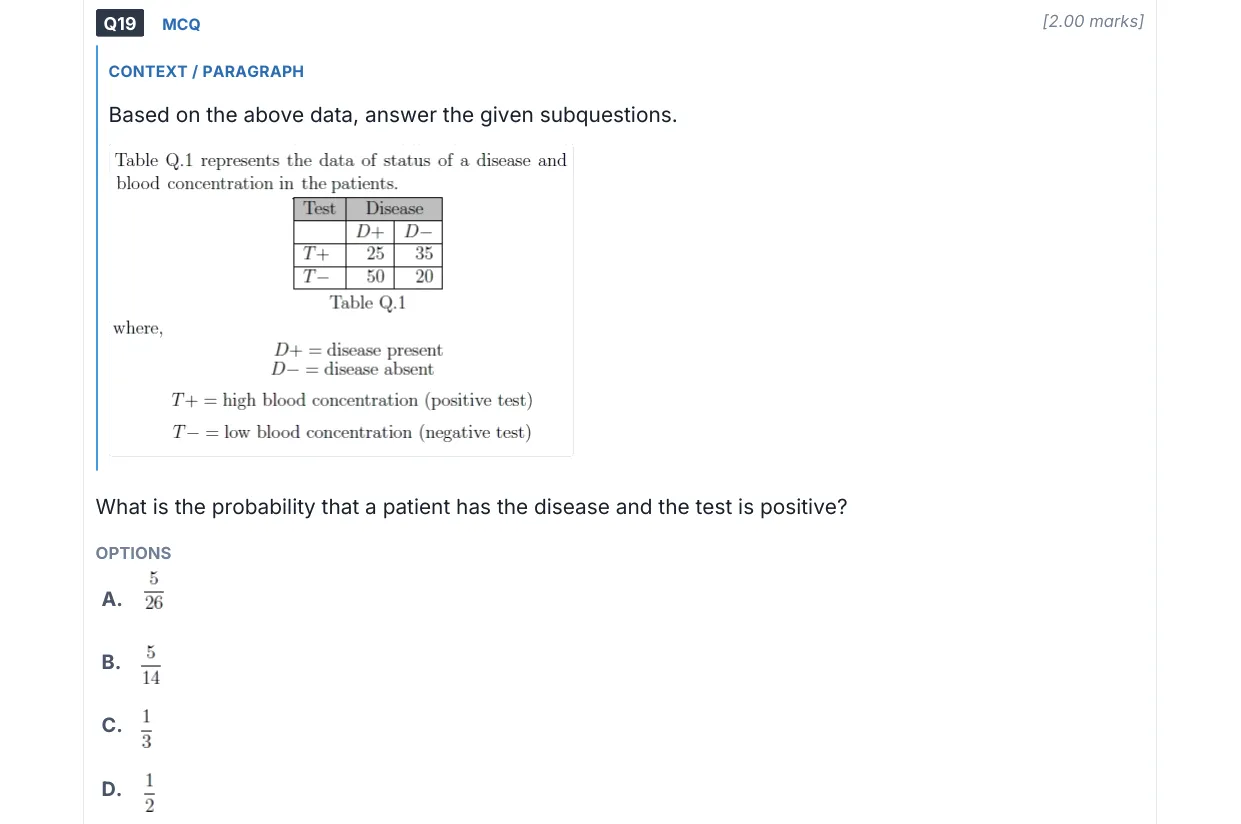 Q19 MCQ [2.00 marks]
CONTEXT / PARAGRAPH
Based on the above data, answer the given subquestions.
Table Q.1 represents the data of status of a disease and
blood concentration in the patients.
Test Disease
D+ D−
T+ 25 35
T− 50 20
Table Q.1
where,
D+ = disease present
D− = disease absent
T+ = high blood concentration (positive test)
T− = low blood concentration (negative test)
What is the probability that a patient has the disease and the test is positive?
OPTIONS
A. 5/26
B. 5/14
C. 1/3
D. 1/2